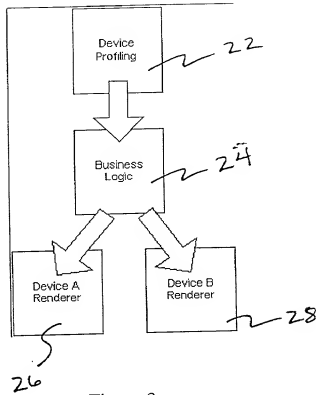 Device
Profiling
22
Business
Logic
24
Device A
Renderer
Device B
Renderer
28
26